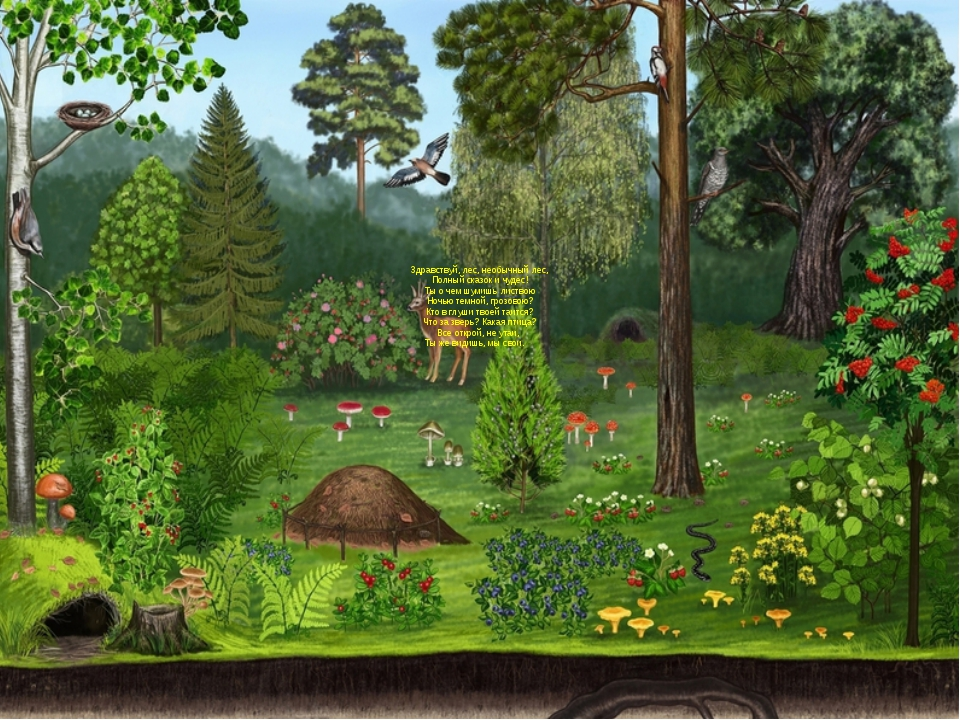 Здравствуй, лес, необычный лес,
Полный сказок и чудес!
Ты о чем шумишь листвою
Ночью темной, грозовою?
Кто в глуши твоей таится?
Что за зверь? Какая птица?
Все открой, не утаи,
Ты же видишь, мы свои.